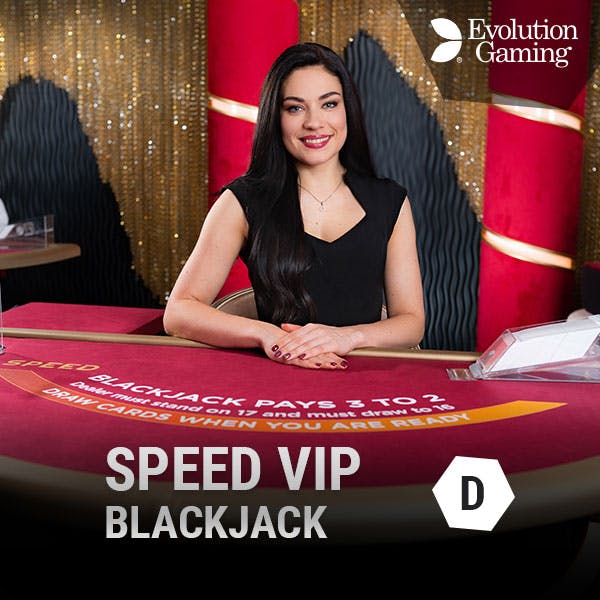 Evolution
Gaming
SPEED
BLACKJACK PAYS 3 TO 2
Dealer must stand on 17 and must draw to 16
DRAW CARDS WHEN YOU ARE READY
SPEED VIP
BLACKJACK
D